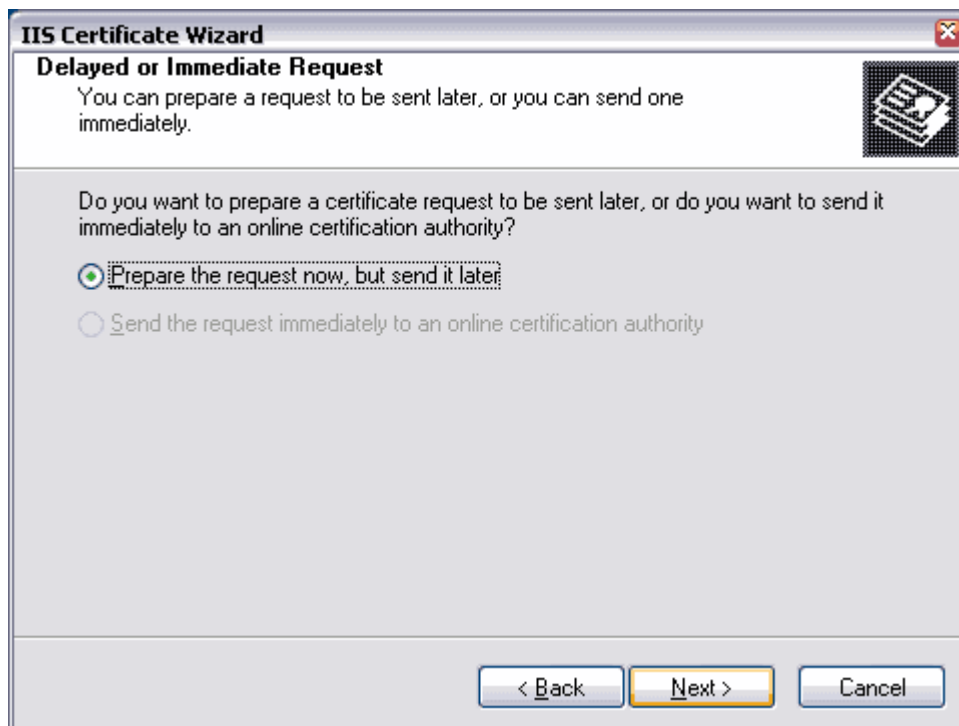 IIS Certificate Wizard
Delayed or Immediate Request
You can prepare a request to be sent later, or you can send one
immediately.
Do you want to prepare a certificate request to be sent later, or do you want to send it
immediately to an online certification authority?
Prepare the request now, but send it later
Send the request immediately to an online certification authority
< Back
Next >
Cancel